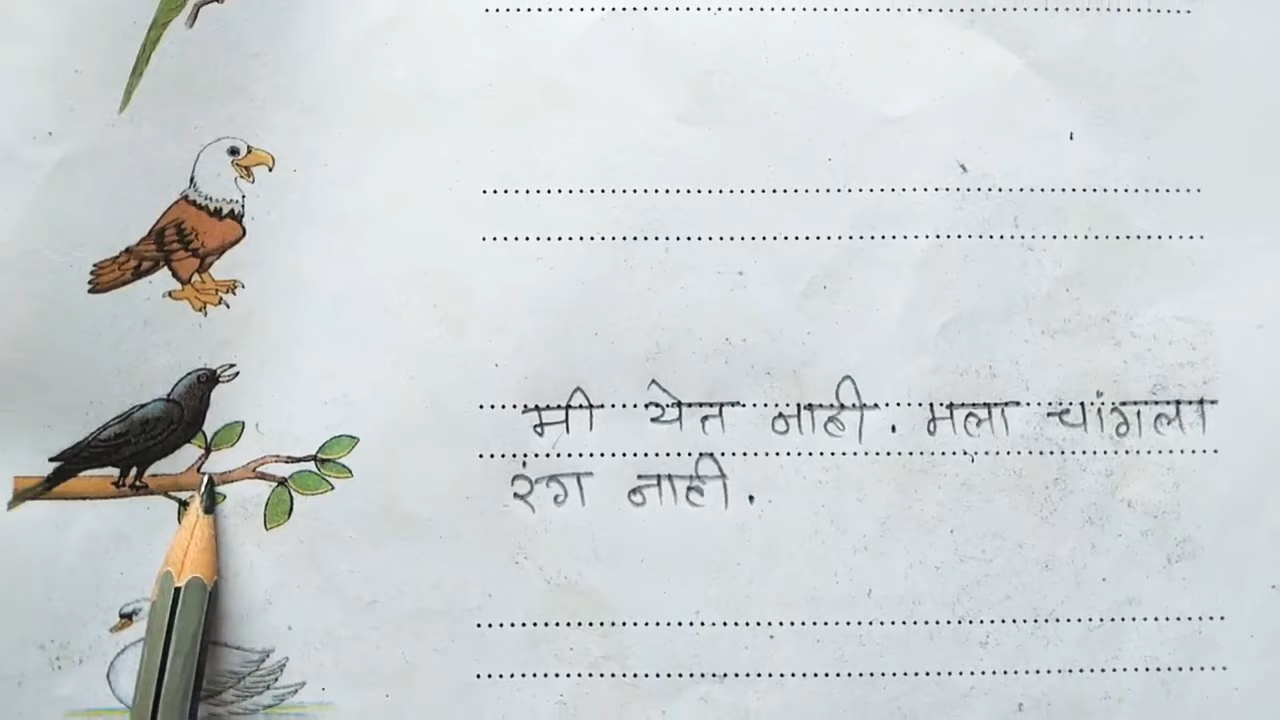 मी येत नाही. मला चांगला
रंग नाही.